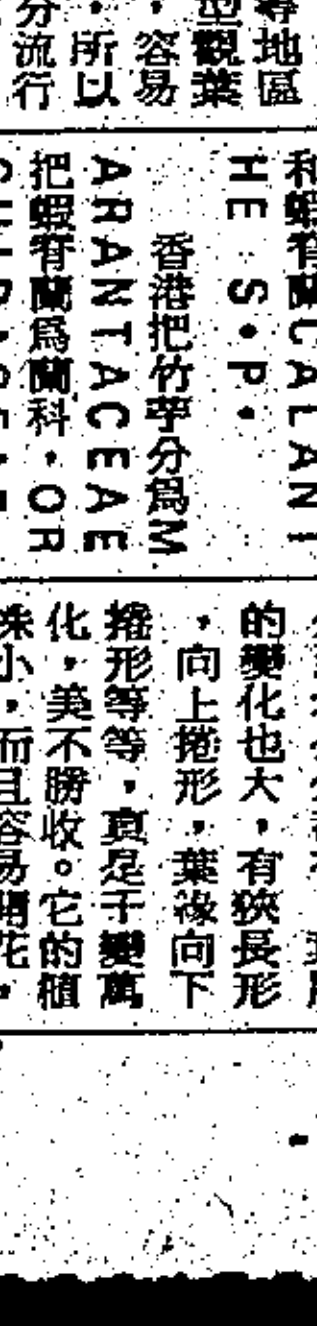 地區
型觀葉
，容易
，所以
分流行
和蝦脊蘭CALANT
HE S•P•
香港把竹芋分爲M
ARANTACEAE
把蝦脊蘭爲蘭科，OR
的變化也大，有狹長形
，向上捲形，葉緣向下
捲形等等，真是千變萬
化，美不勝收。它的植
株小，而且容易開花，